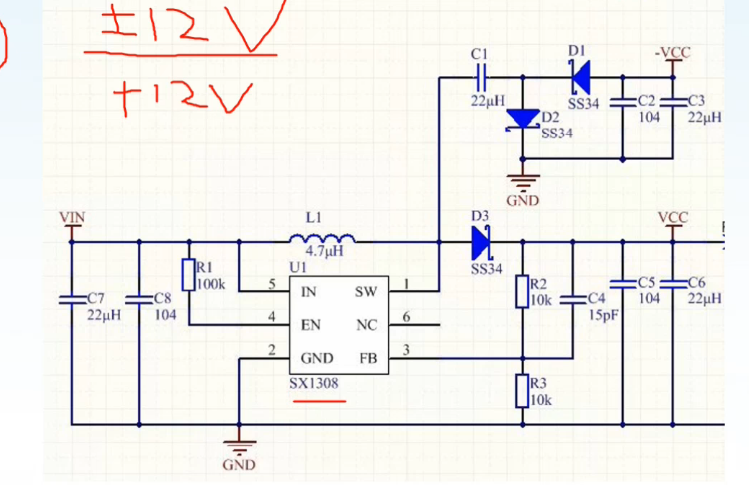 ±12V
+12V
C1
22μH
D1
SS34
-VCC
D2
SS34
C2
104
C3
22μH
GND
VIN
L1
4.7μH
D3
SS34
VCC
C7
22μH
C8
104
R1
100k
U1
5
IN
SW
1
4
EN
NC
6
2
GND
FB
3
SX1308
R2
10k
C4
15pF
C5
104
C6
22μH
R3
10k
GND